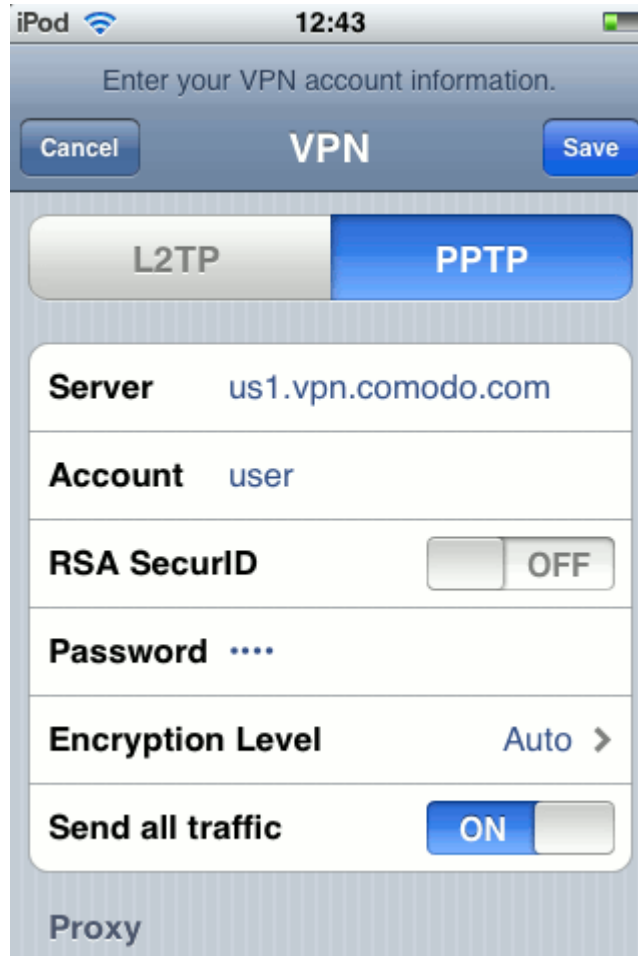 iPod 12:43
Enter your VPN account information.
Cancel VPN Save
L2TP PPTP
Server us1.vpn.comodo.com
Account user
RSA SecurID OFF
Password ••••
Encryption Level Auto
Send all traffic ON
Proxy